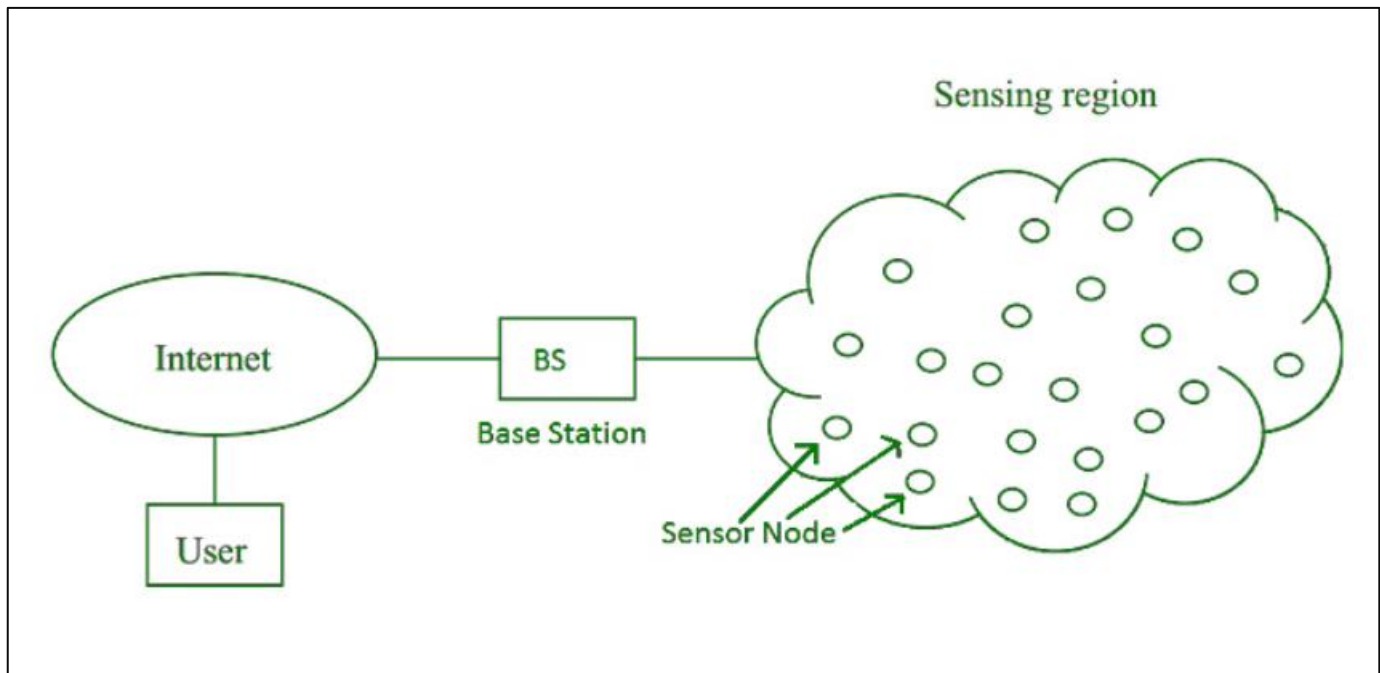 Sensing region
Internet
BS
Base Station
Sensor Node
User